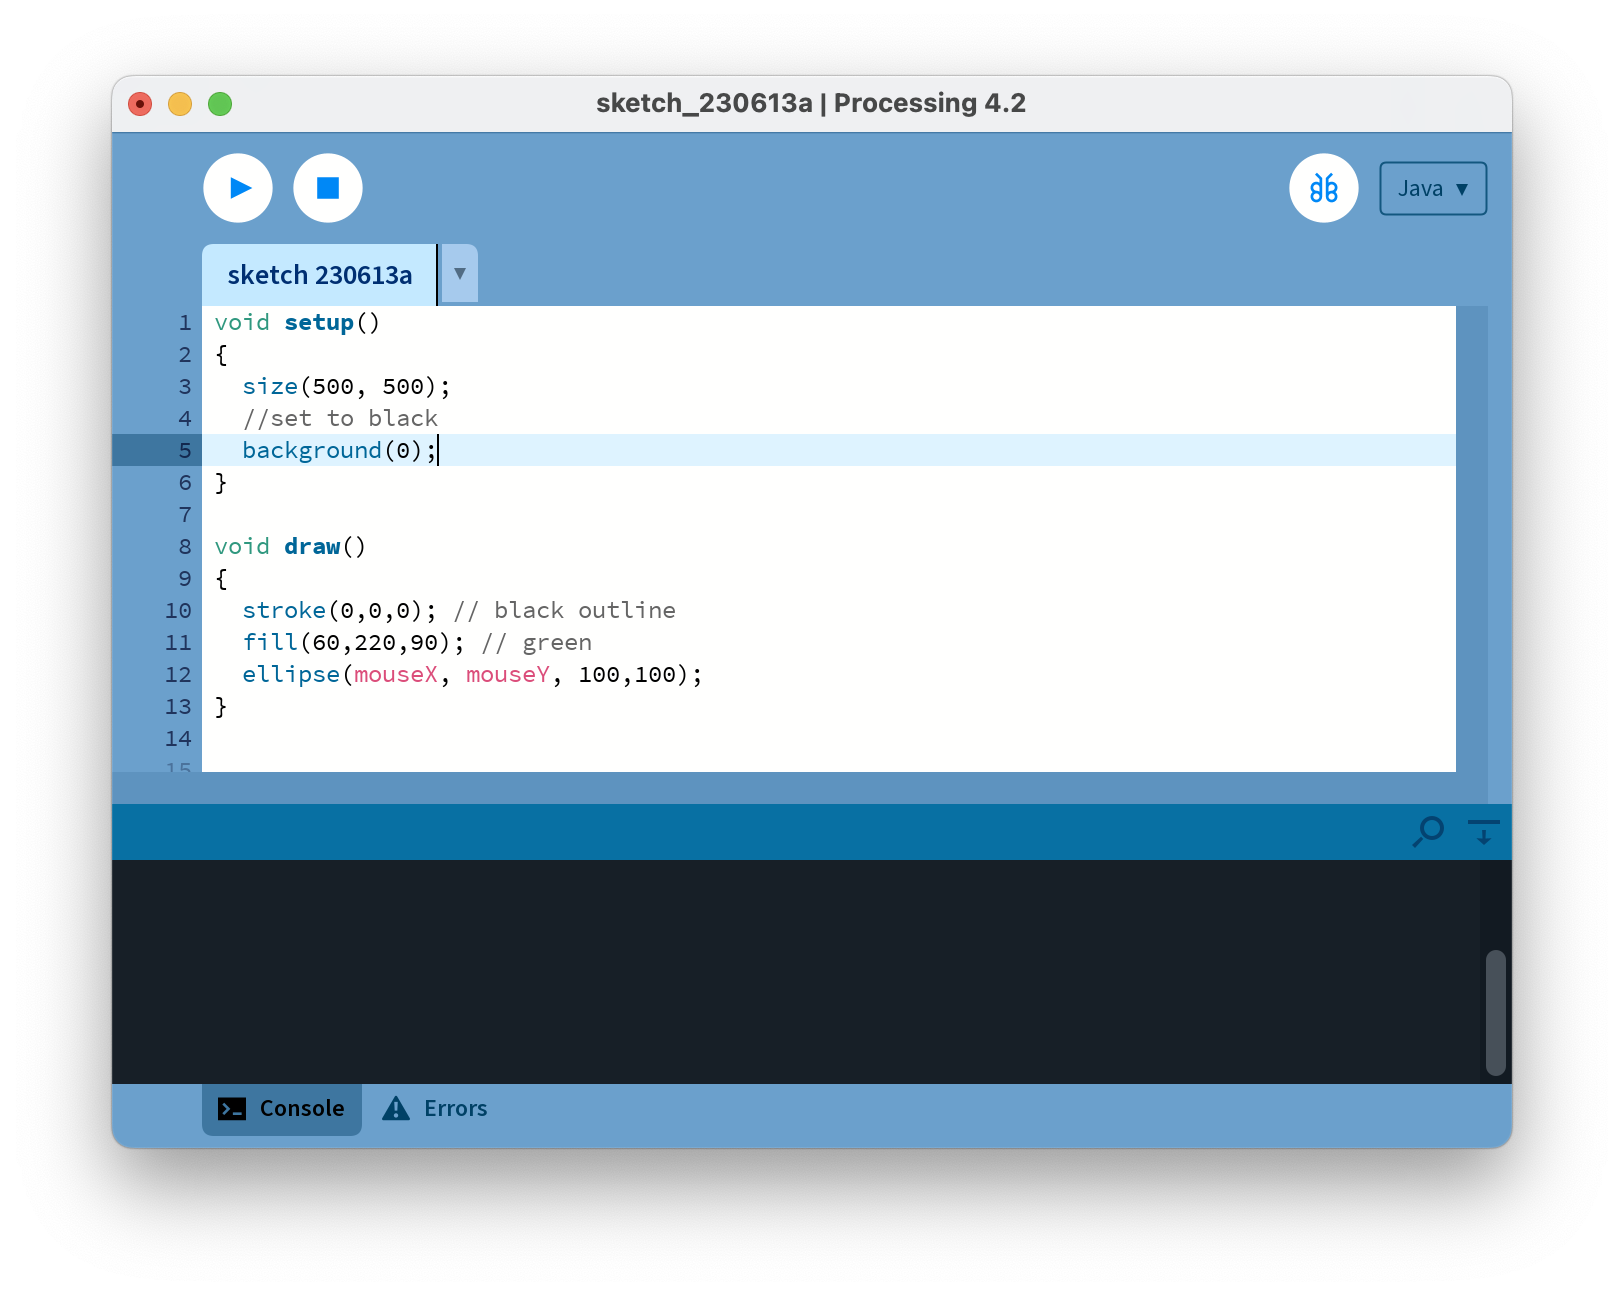 sketch_230613a | Processing 4.2
Java ▼
sketch 230613a ▼
1 void setup()
2 {
3   size(500, 500);
4   //set to black
5   background(0);
6 }
7
8 void draw()
9 {
10   stroke(0,0,0); // black outline
11   fill(60,220,90); // green
12   ellipse(mouseX, mouseY, 100,100);
13 }
14
15
Console Errors